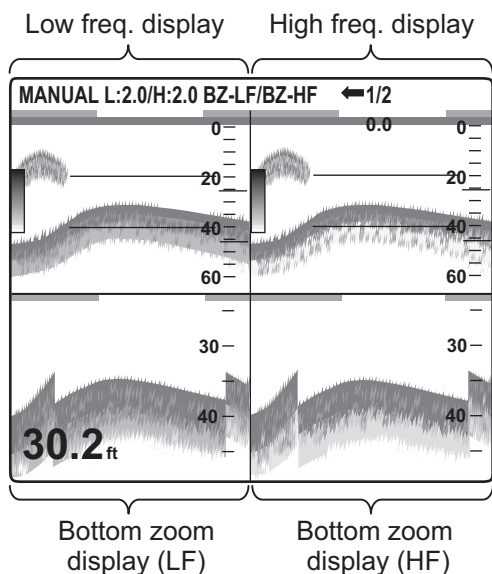 Low freq. display High freq. display
MANUAL L:2.0/H:2.0 BZ-LF/BZ-HF ⬅1/2
0.0
0 0
20 20
40 40
60 60
30 30
40 40
30.2ft
Bottom zoom display (LF)
Bottom zoom display (HF)